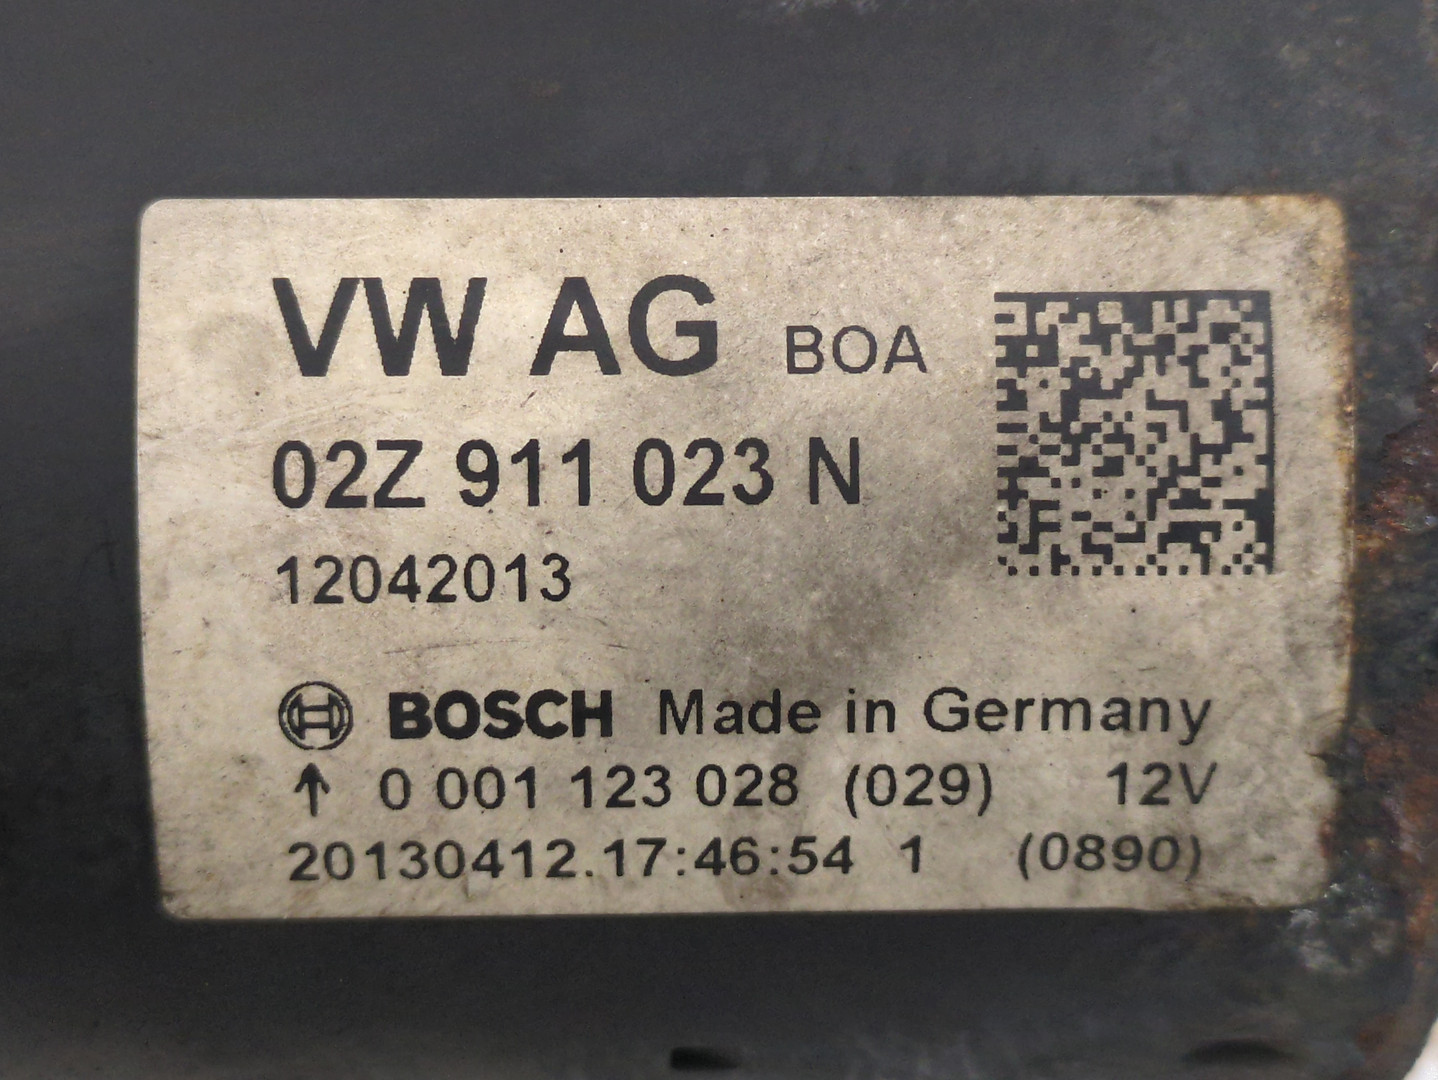 VW AG BOA
02Z 911 023 N
12042013
BOSCH Made in Germany
↑ 0 001 123 028 (029) 12V
20130412.17:46:54 1 (0890)